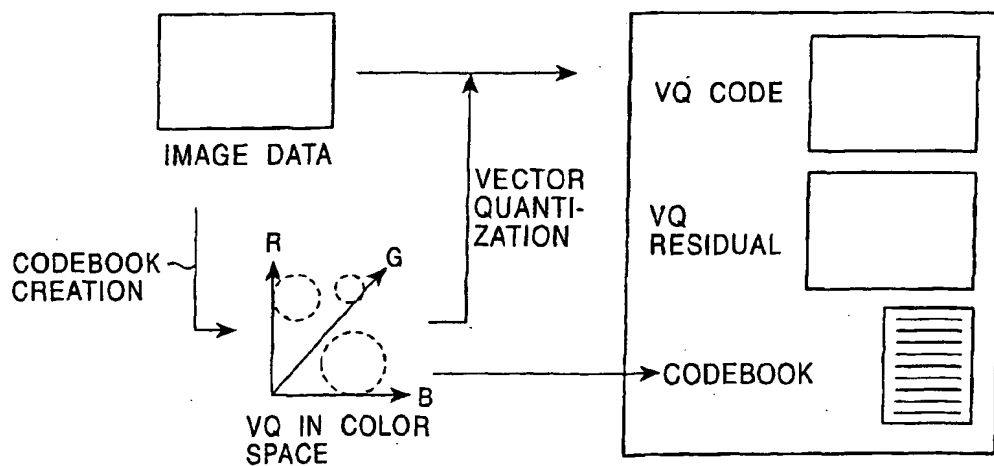 IMAGE DATA
CODEBOOK
CREATION
R
G
B
VQ IN COLOR
SPACE
VECTOR
QUANTI-
ZATION
VQ CODE
VQ
RESIDUAL
CODEBOOK